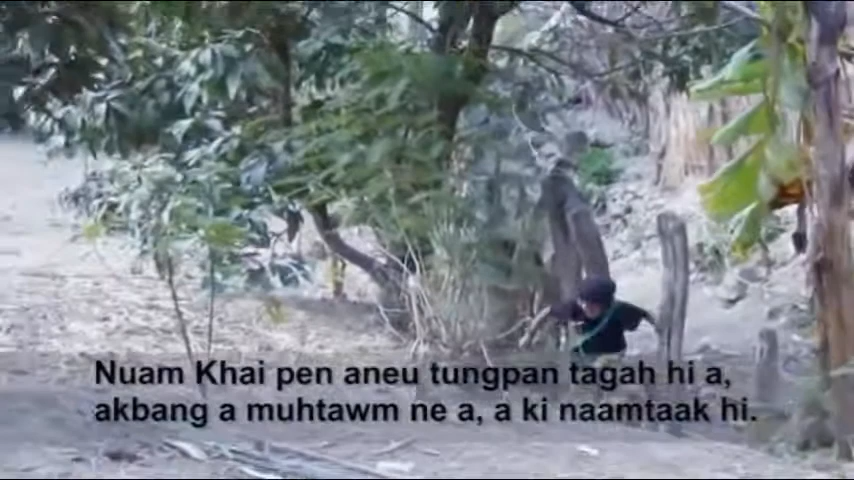 Nuam Khai pen aneu tungpan tagah hi a,
akbang a muhtawm ne a, a ki naamtaak hi.